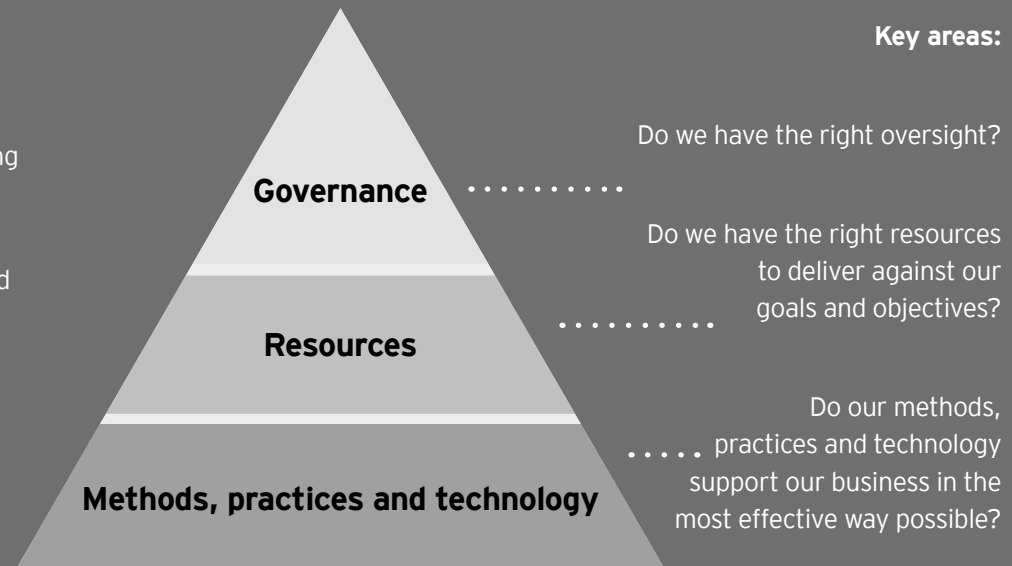 Key areas:
Do we have the right oversight?
Governance
Do we have the right resources
to deliver against our
goals and objectives?
Resources
Do our methods,
practices and technology
support our business in the
most effective way possible?
Methods, practices and technology